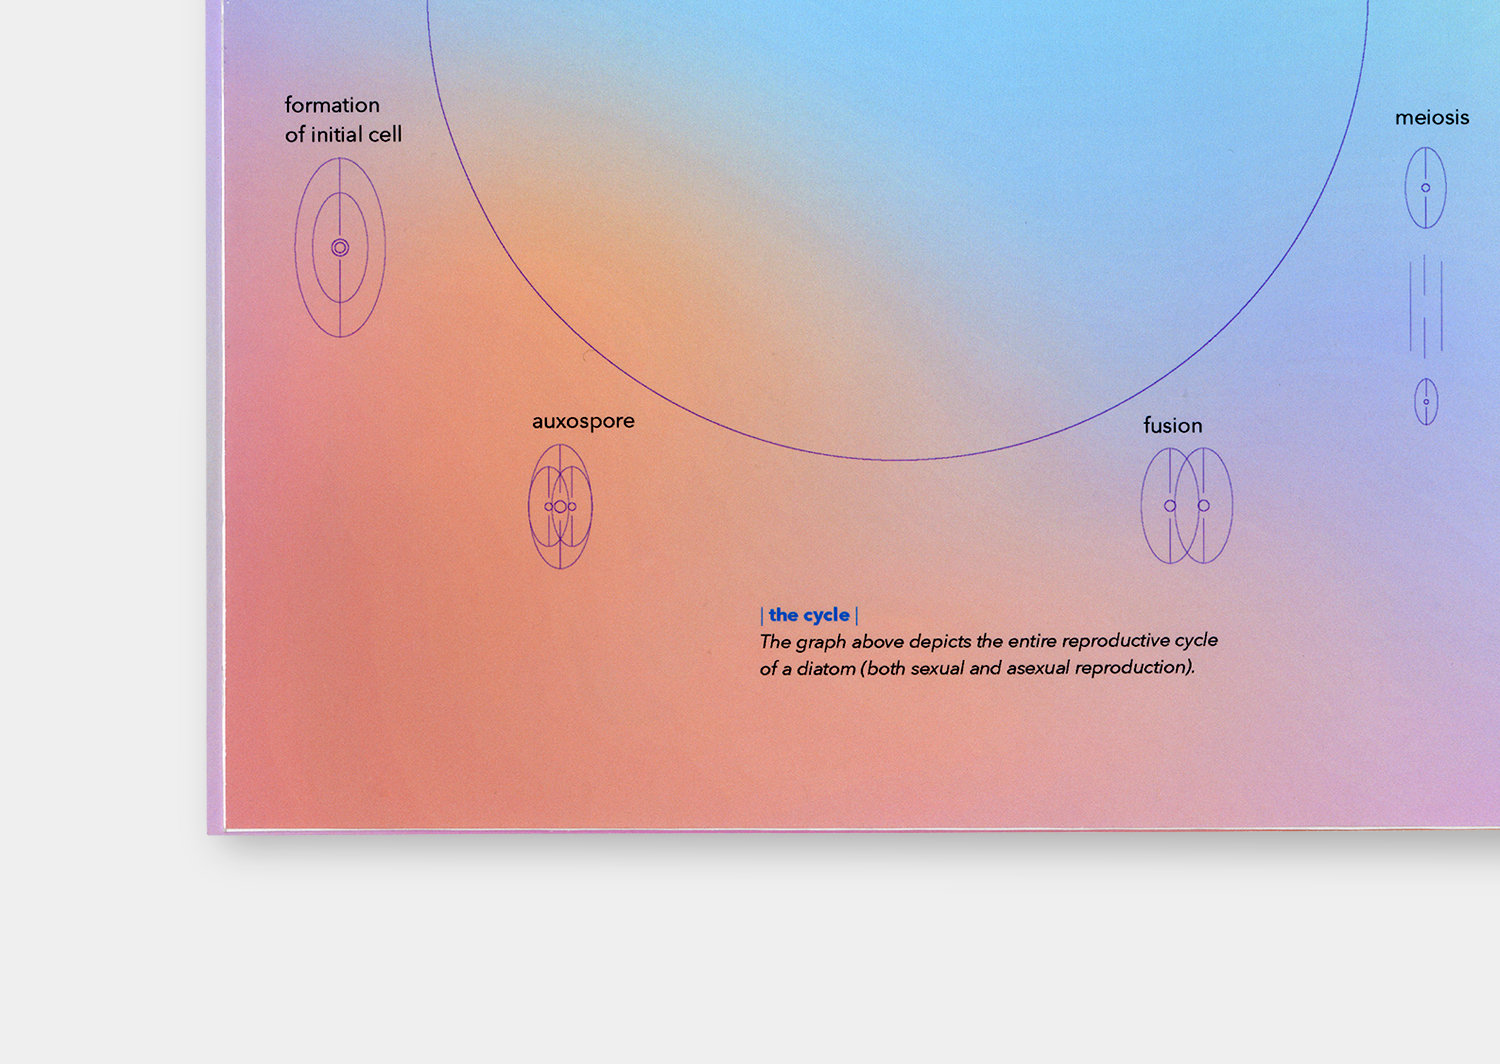 formation
of initial cell
meiosis
auxospore
fusion
| the cycle |
The graph above depicts the entire reproductive cycle
of a diatom (both sexual and asexual reproduction).